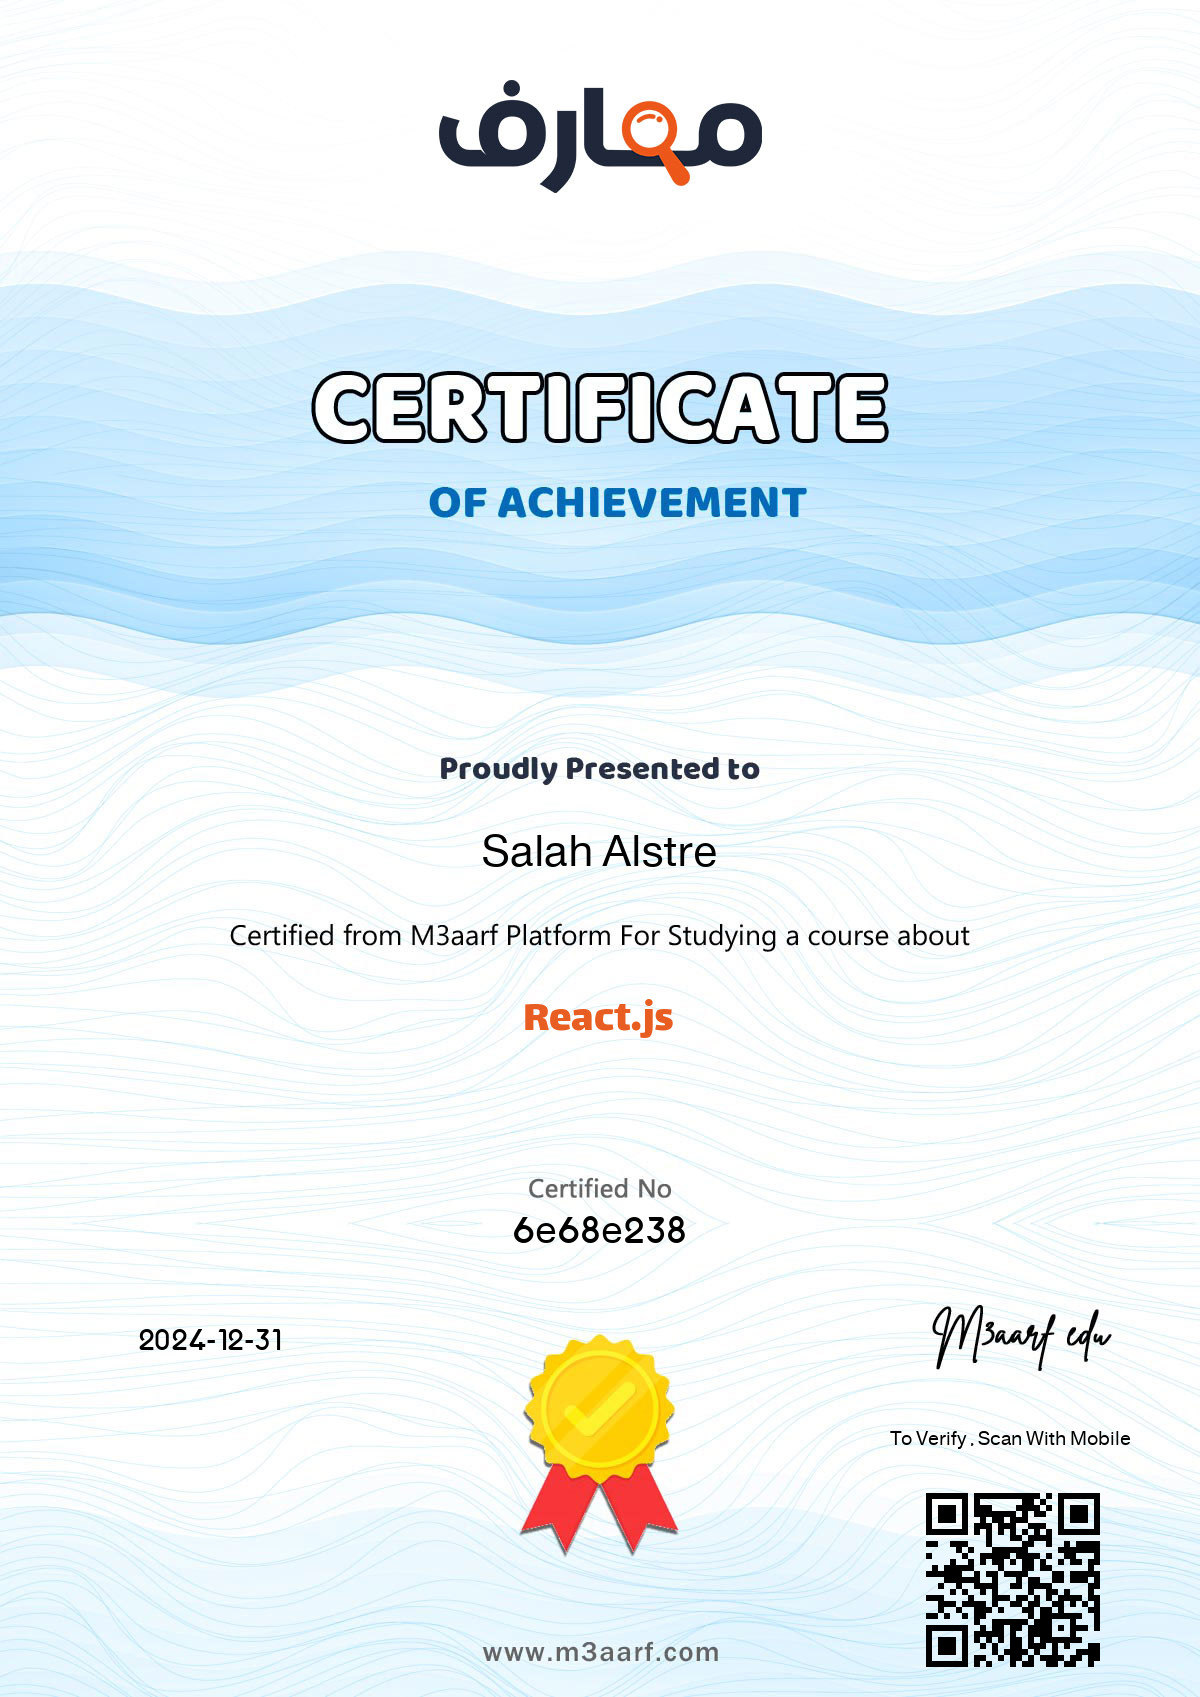 معارف
CERTIFICATE
OF ACHIEVEMENT
Proudly Presented to
Salah Alstre
Certified from M3aarf Platform For Studying a course about
React.js
Certified No
6e68e238
2024-12-31
M3aarf edu
To Verify , Scan With Mobile
www.m3aarf.com